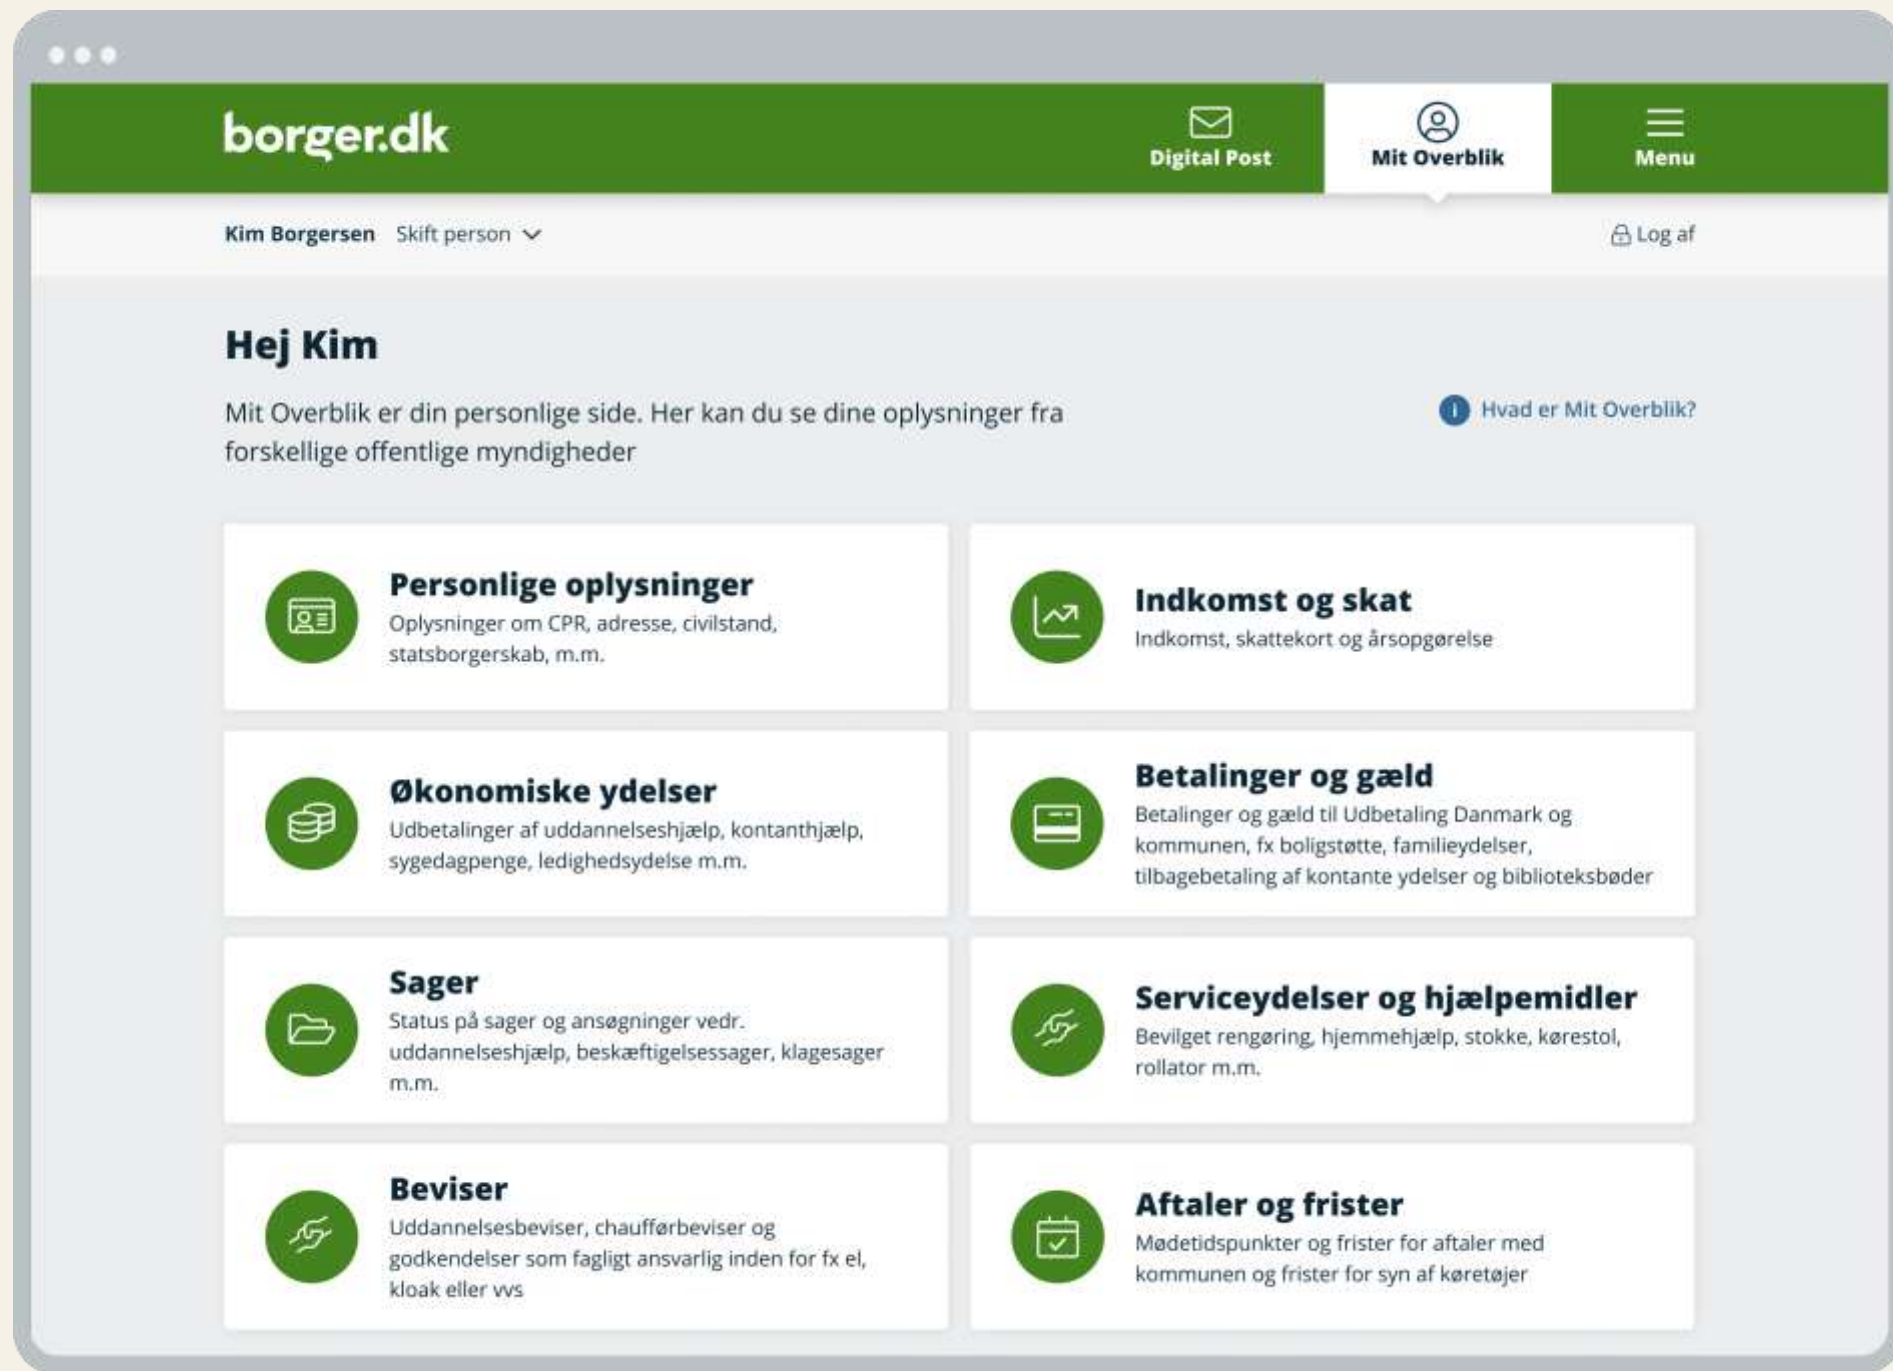 borger.dk
Digital Post
Mit Overblik
Menu
Kim Borgersen Skift person
Log af
Hej Kim
Mit Overblik er din personlige side. Her kan du se dine oplysninger fra
forskellige offentlige myndigheder
Hvad er Mit Overblik?
Personlige oplysninger
Oplysninger om CPR, adresse, civilstand,
statsborgerskab, m.m.
Indkomst og skat
Indkomst, skattekort og årsopgørelse
Økonomiske ydelser
Udbetalinger af uddannelseshjælp, kontanthjælp,
sygedagpenge, ledighedsydelse m.m.
Betalinger og gæld
Betalinger og gæld til Udbetaling Danmark og
kommunen, fx boligstøtte, familieydelser,
tilbagebetaling af kontante ydelser og biblioteksbøder
Sager
Status på sager og ansøgninger vedr.
uddannelseshjælp, beskæftigelsessager, klagesager
m.m.
Serviceydelser og hjælpemidler
Bevilget rengøring, hjemmehjælp, stokke, kørestol,
rollator m.m.
Beviser
Uddannelsesbeviser, chaufførbeviser og
godkendelser som fagligt ansvarlig inden for fx el,
kloak eller vvs
Aftaler og frister
Mødetidspunkter og frister for aftaler med
kommunen og frister for syn af køretøjer